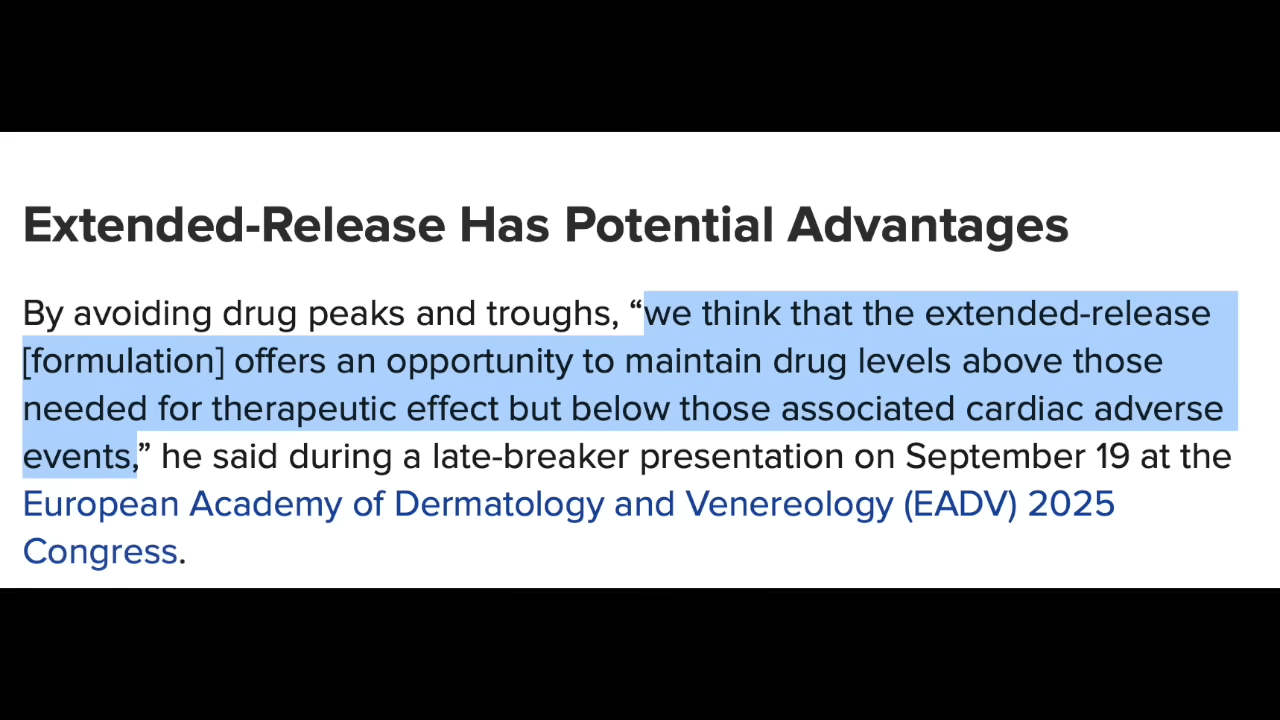 Extended-Release Has Potential Advantages
By avoiding drug peaks and troughs, “we think that the extended-release
[formulation] offers an opportunity to maintain drug levels above those
needed for therapeutic effect but below those associated cardiac adverse
events,” he said during a late-breaker presentation on September 19 at the
European Academy of Dermatology and Venereology (EADV) 2025
Congress.